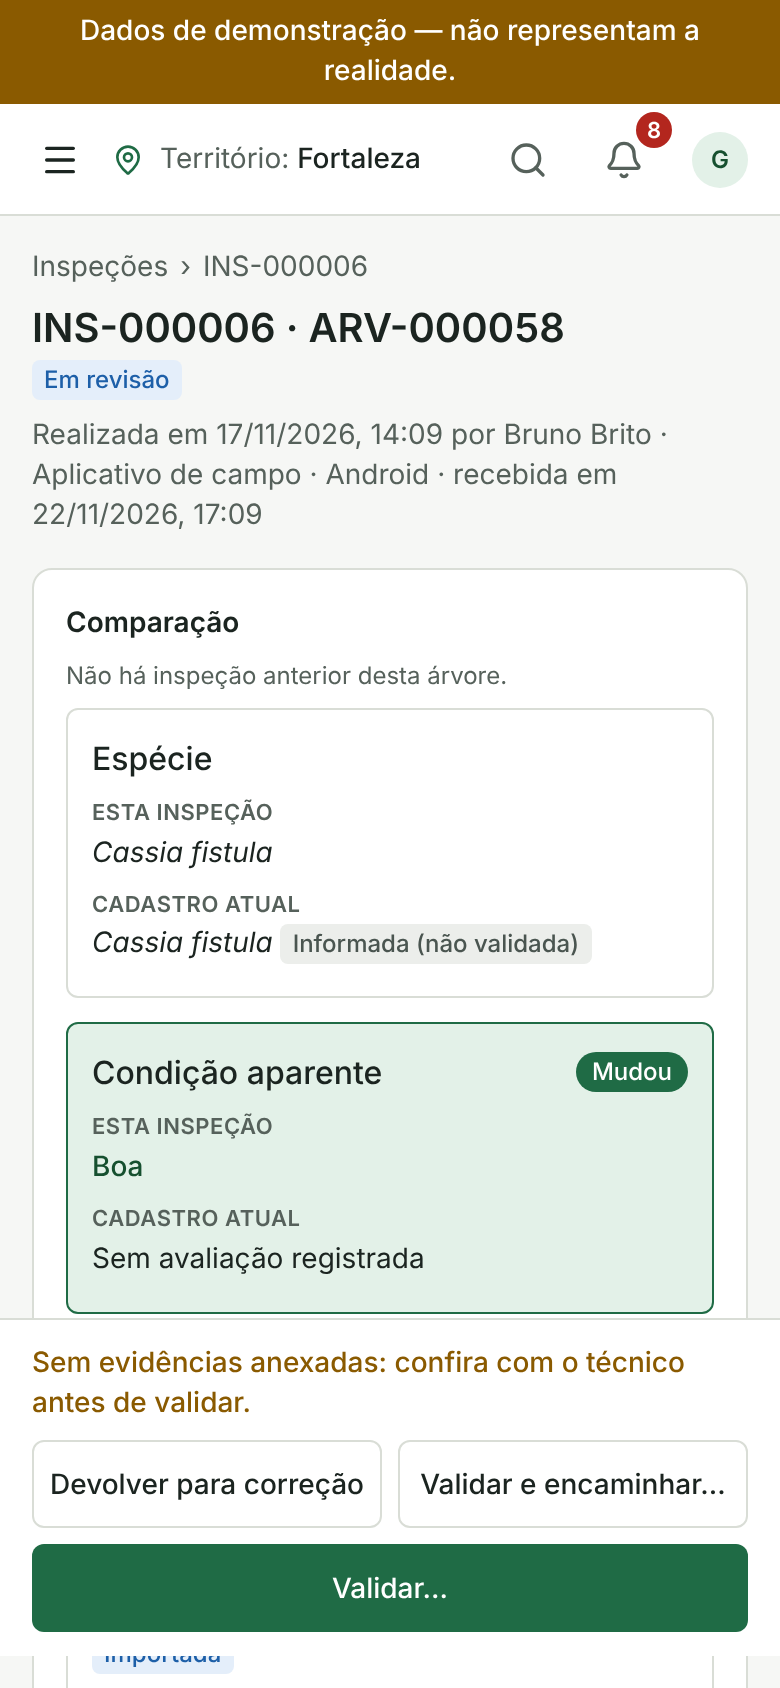 Dados de demonstração — não representam a
realidade.
Território: Fortaleza
8
G
Inspeções › INS-000006
INS-000006 · ARV-000058
Em revisão
Realizada em 17/11/2026, 14:09 por Bruno Brito ·
Aplicativo de campo · Android · recebida em
22/11/2026, 17:09
Comparação
Não há inspeção anterior desta árvore.
Espécie
ESTA INSPEÇÃO
Cassia fistula
CADASTRO ATUAL
Cassia fistula Informada (não validada)
Condição aparente Mudou
ESTA INSPEÇÃO
Boa
CADASTRO ATUAL
Sem avaliação registrada
Sem evidências anexadas: confira com o técnico
antes de validar.
Devolver para correção Validar e encaminhar...
Validar...
Importada